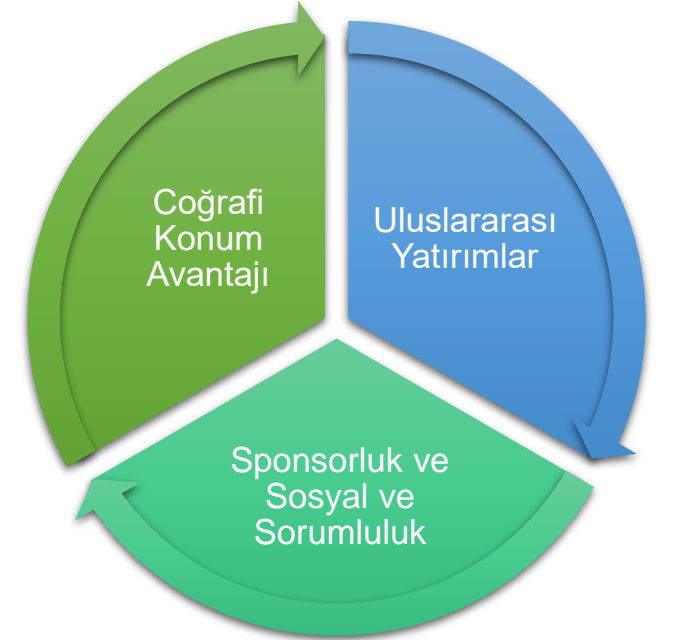 Coğrafi
Konum
Avantajı
Uluslararası
Yatırımlar
Sponsorluk ve
Sosyal ve
Sorumluluk